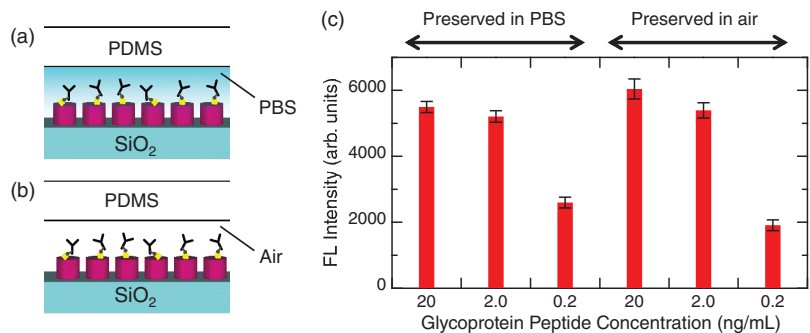 (a)
PDMS
PBS
SiO2
(b)
PDMS
Air
SiO2
(c)
Preserved in PBS
Preserved in air
FL Intensity (arb. units)
6000
4000
2000
0
20 2.0 0.2 20 2.0 0.2
Glycoprotein Peptide Concentration (ng/mL)